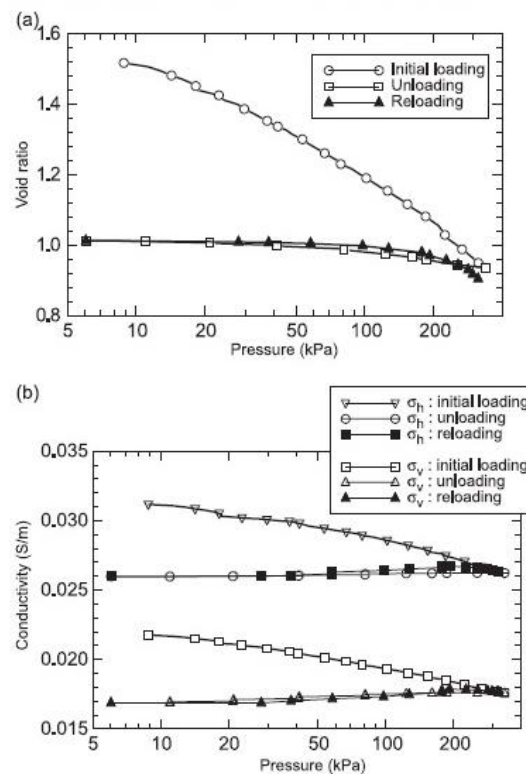 (a)
1.6
1.4
1.2
1.0
0.8
Void ratio
Initial loading
Unloading
Reloading
5 10 20 50 100 200
Pressure (kPa)
(b)
σh : initial loading
σh : unloading
σh : reloading
σv : initial loading
σv : unloading
σv : reloading
0.035
0.030
0.025
0.020
0.015
Conductivity (S/m)
5 10 20 50 100 200
Pressure (kPa)